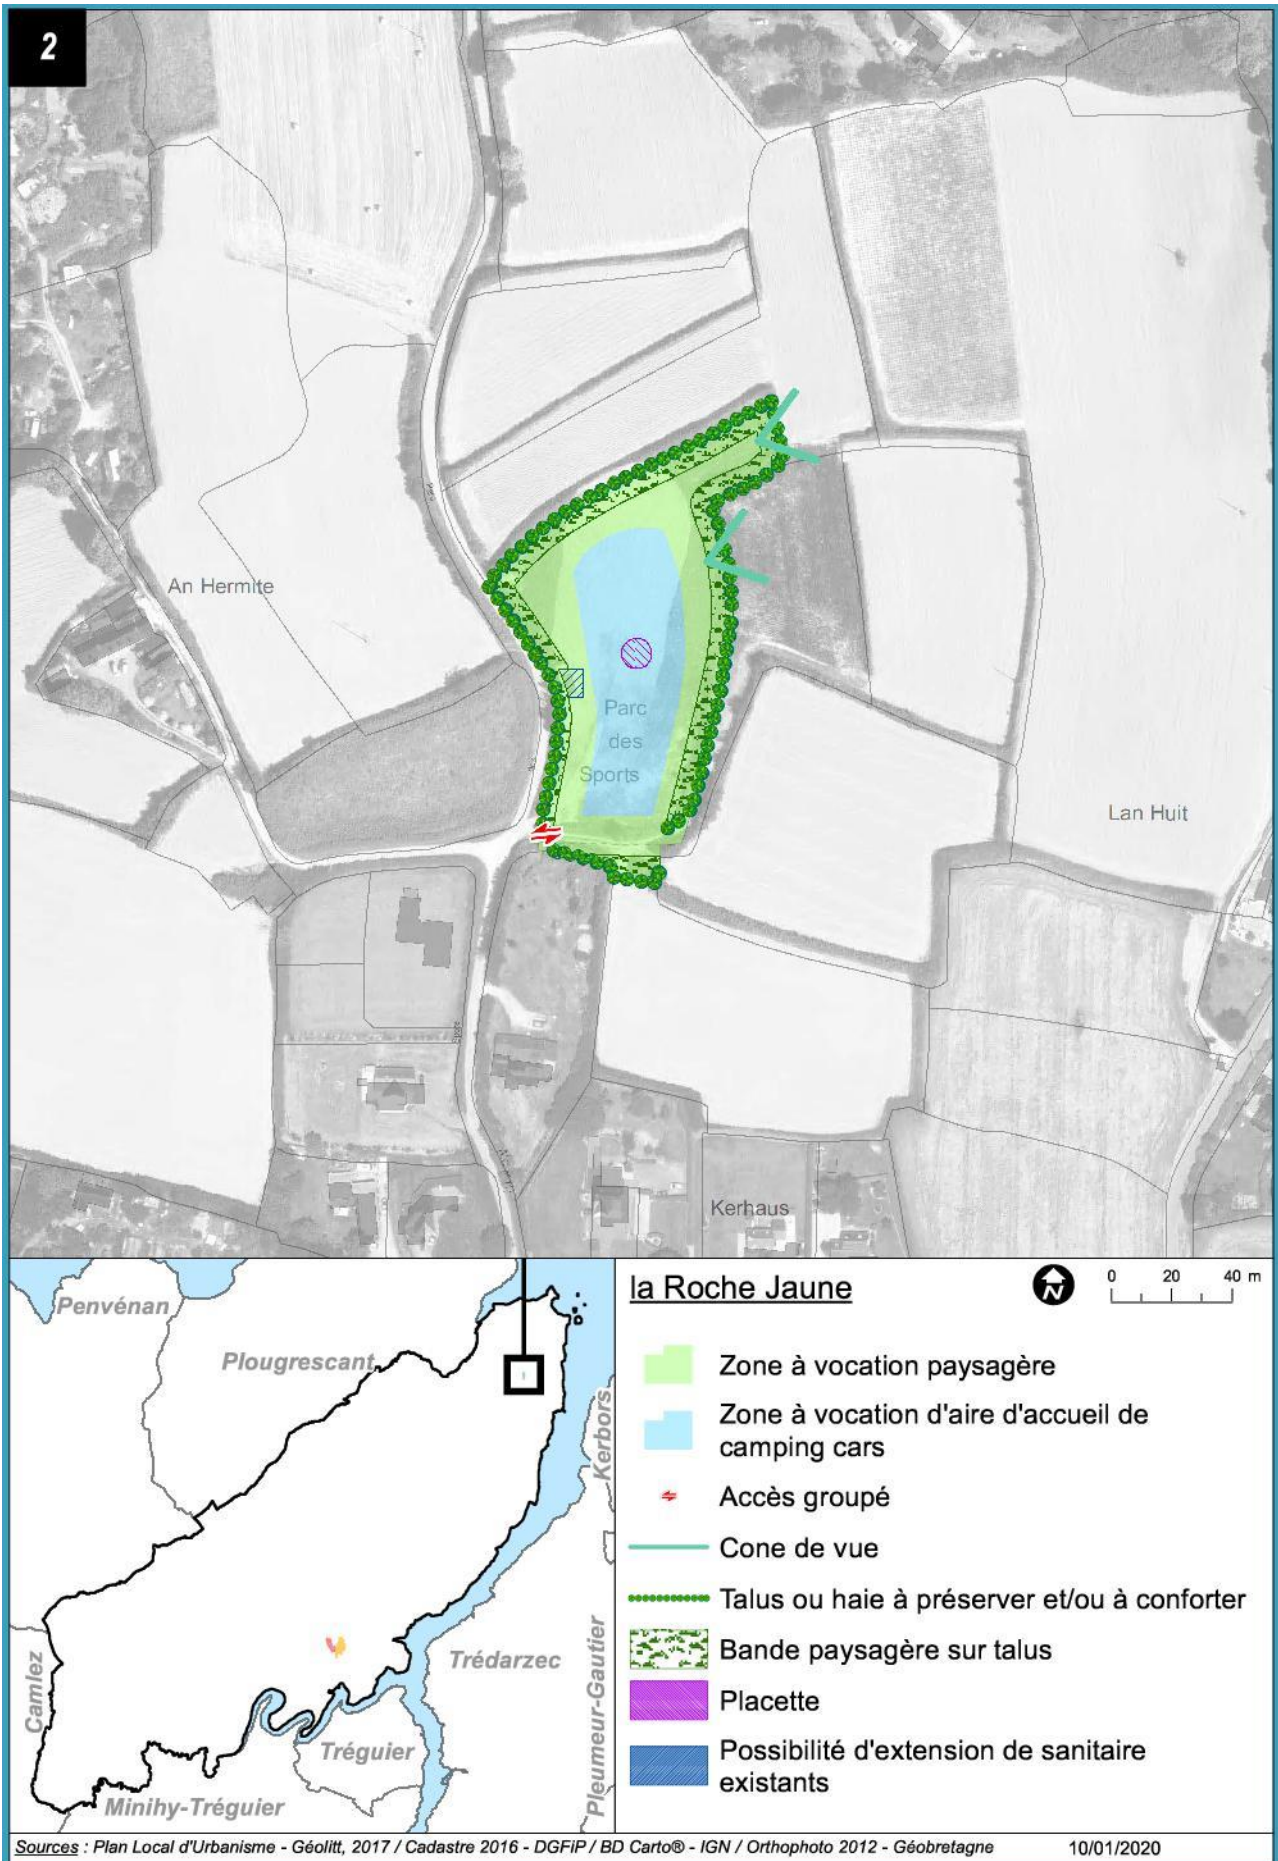 2
An Hermite
Parc
des
Sports
Lan Huit
Kerhaus
Penvénan
Plougrescant
Kerbors
Camlez
Trédarzec
Pleumeur-Gautier
Tréguier
Minihy-Tréguier
la Roche Jaune
N
0 20 40 m
Zone à vocation paysagère
Zone à vocation d'aire d'accueil de
camping cars
Accès groupé
Cone de vue
Talus ou haie à préserver et/ou à conforter
Bande paysagère sur talus
Placette
Possibilité d'extension de sanitaire
existants
Sources : Plan Local d'Urbanisme - Géolitt, 2017 / Cadastre 2016 - DGFiP / BD Carto® - IGN / Orthophoto 2012 - Géobretagne 10/01/2020